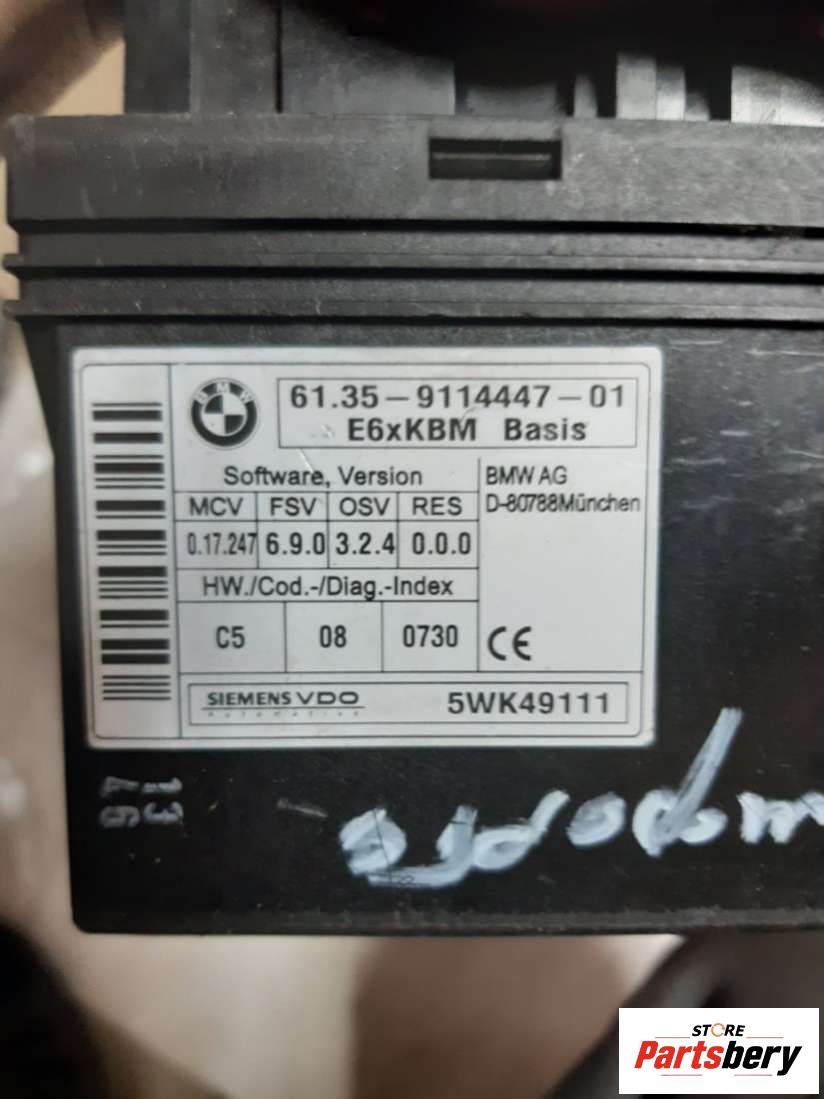 BMW
61.35-9114447-01
E6xKBM Basis
Software, Version
MCV FSV OSV RES
0.17.247 6.9.0 3.2.4 0.0.0
BMW AG
D-80788München
HW./Cod.-/Diag.-Index
C5 08 0730
CE
SIEMENS VDO
Automotive
5WK49111
STORE
Partsbery